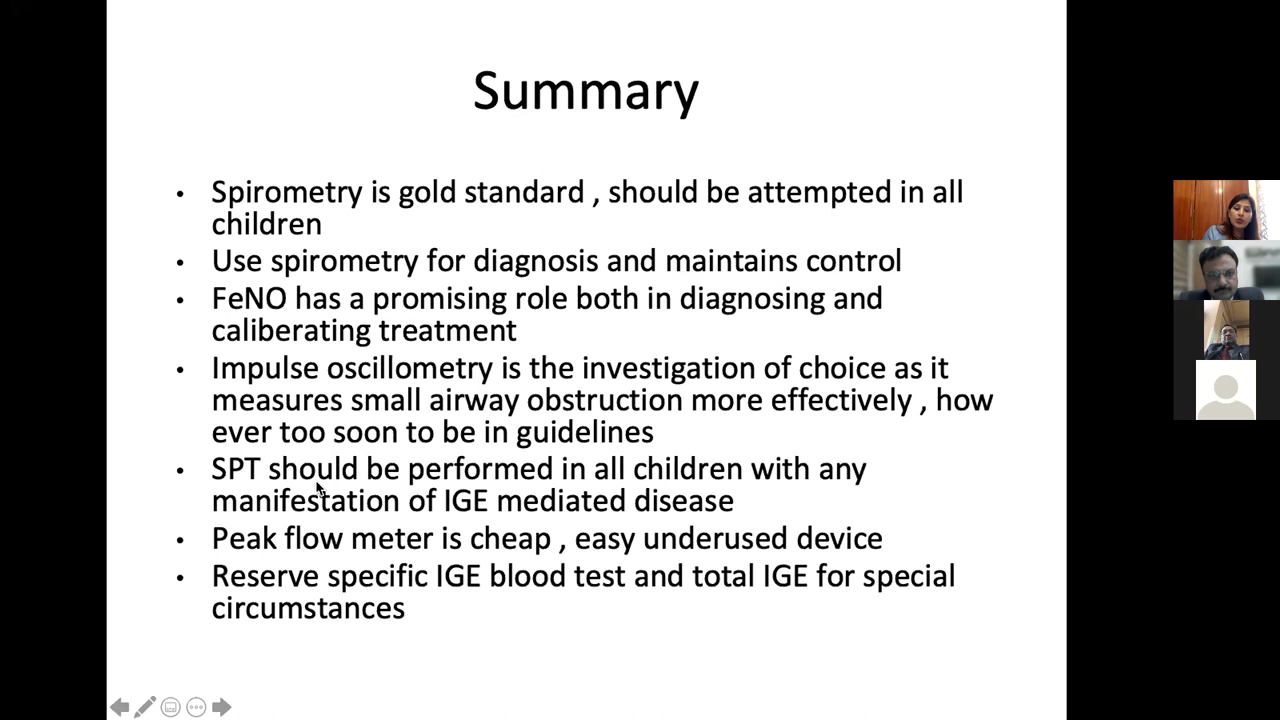 Summary
Spirometry is gold standard , should be attempted in all
children
Use spirometry for diagnosis and maintains control
FeNO has a promising role both in diagnosing and
caliberating treatment
Impulse oscillometry is the investigation of choice as it
measures small airway obstruction more effectively , how
ever too soon to be in guidelines
SPT should be performed in all children with any
manifestation of IGE mediated disease
Peak flow meter is cheap , easy underused device
Reserve specific IGE blood test and total IGE for special
circumstances